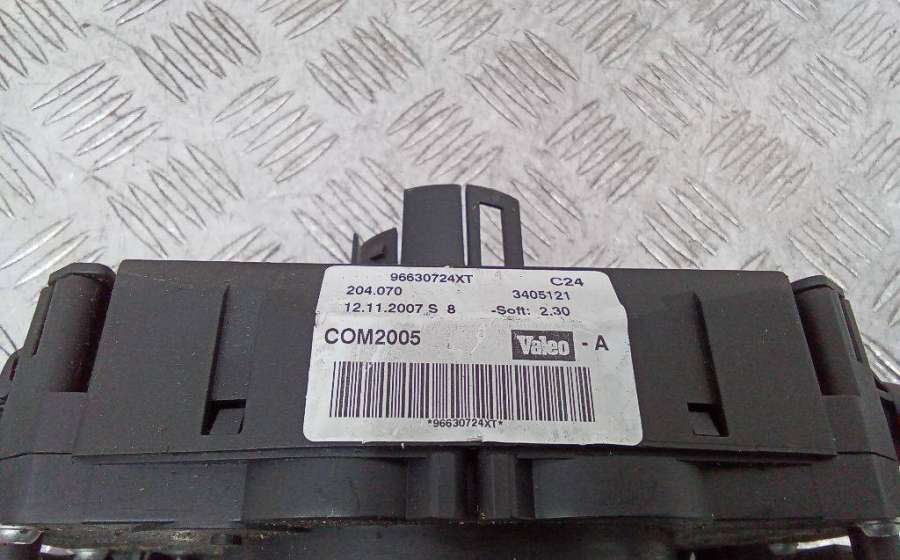 96630724XT C24
204.070 3405121
12.11.2007 S 8 -Soft: 2.30
COM2005 Valeo - A
*96630724XT*